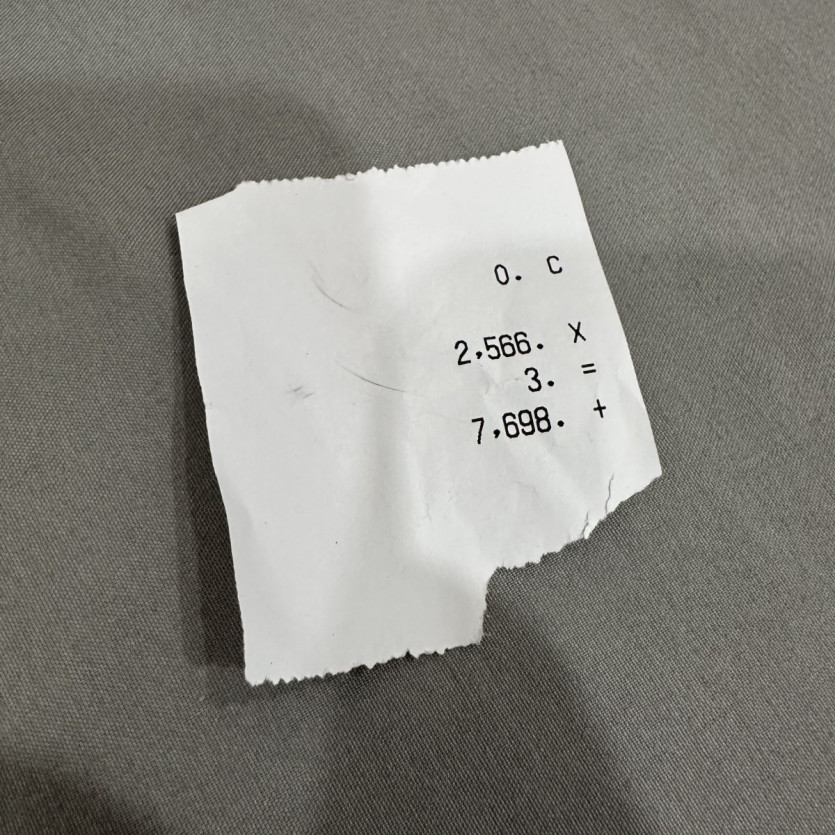 0. C
2,566. X
3. =
7,698. +